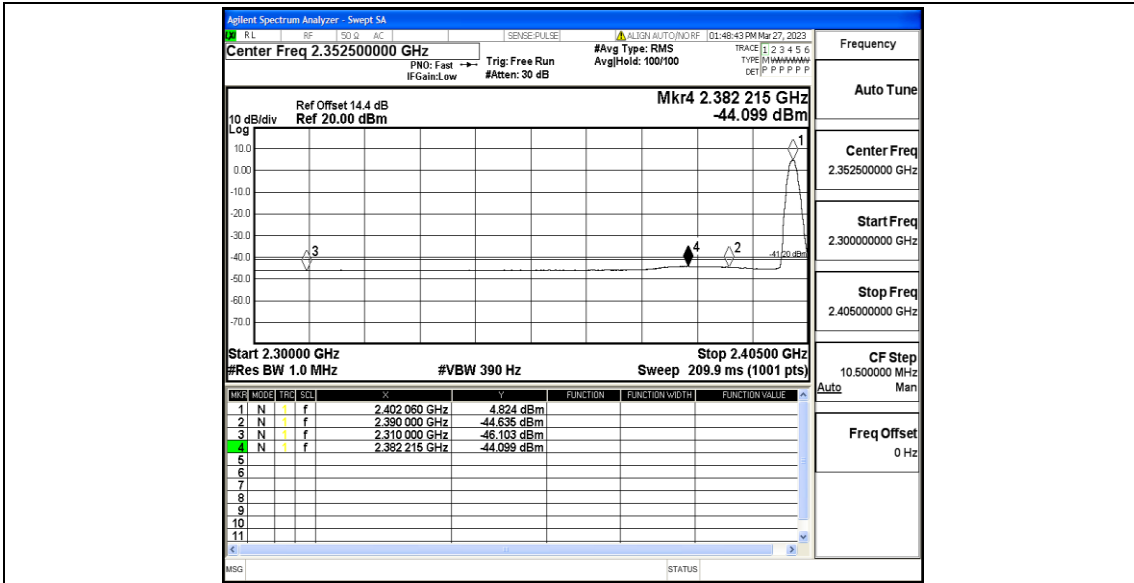 Agilent Spectrum Analyzer - Swept SA
RL RF 50 Ω AC SENSE:PULSE ALIGN AUTO/NO RF 01:48:43 PM Mar 27, 2023
Center Freq 2.352500000 GHz
PNO: Fast
IFGain:Low
Trig: Free Run
#Atten: 30 dB
#Avg Type: RMS
Avg|Hold: 100/100
TRACE 1 2 3 4 5 6
TYPE M W W W W W
DET P P P P P P
Mkr4 2.382 215 GHz
-44.099 dBm
Ref Offset 14.4 dB
10 dB/div Ref 20.00 dBm
Log
10.0
0.00
-10.0
-20.0
-30.0
-40.0
-50.0
-60.0
-70.0
1
3
4
2
-41.20 dBm
Start 2.30000 GHz Stop 2.40500 GHz
#Res BW 1.0 MHz #VBW 390 Hz Sweep 209.9 ms (1001 pts)
MKR MODE TRC SCL X Y FUNCTION FUNCTION WIDTH FUNCTION VALUE
1 N 1 f 2.402 060 GHz 4.824 dBm
2 N 1 f 2.390 000 GHz -44.635 dBm
3 N 1 f 2.310 000 GHz -46.103 dBm
4 N 1 f 2.382 215 GHz -44.099 dBm
5
6
7
8
9
10
11
MSG STATUS
Frequency
Auto Tune
Center Freq
2.352500000 GHz
Start Freq
2.300000000 GHz
Stop Freq
2.405000000 GHz
CF Step
10.500000 MHz
Auto Man
Freq Offset
0 Hz